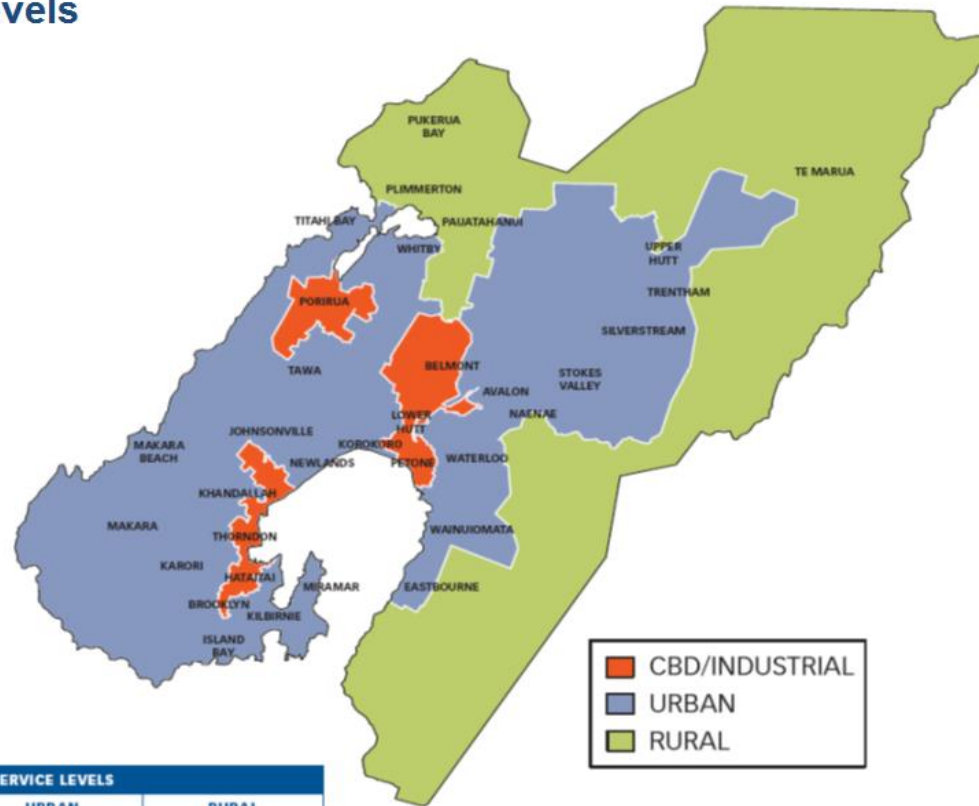 vels
PUKERUA
BAY
TE MARUA
PLIMMERTON
TITAHI BAY
PAUATAHANUI
WHITBY
UPPER
HUTT
TRENTHAM
PORIRUA
SILVERSTREAM
TAWA
BELMONT
STOKES
VALLEY
AVALON
LOWER
HUTT
NAENAE
JOHNSONVILLE
KOROKORO
MAKARA
BEACH
NEWLANDS
PETONE
WATERLOO
KHANDALLAH
MAKARA
THORNDON
WAINUIOMATA
KARORI
HATAITAI
MIRAMAR
EASTBOURNE
BROOKLYN
KILBIRNIE
ISLAND
BAY
CBD/INDUSTRIAL
URBAN
RURAL
ERVICE LEVELS
URBAN
RURAL